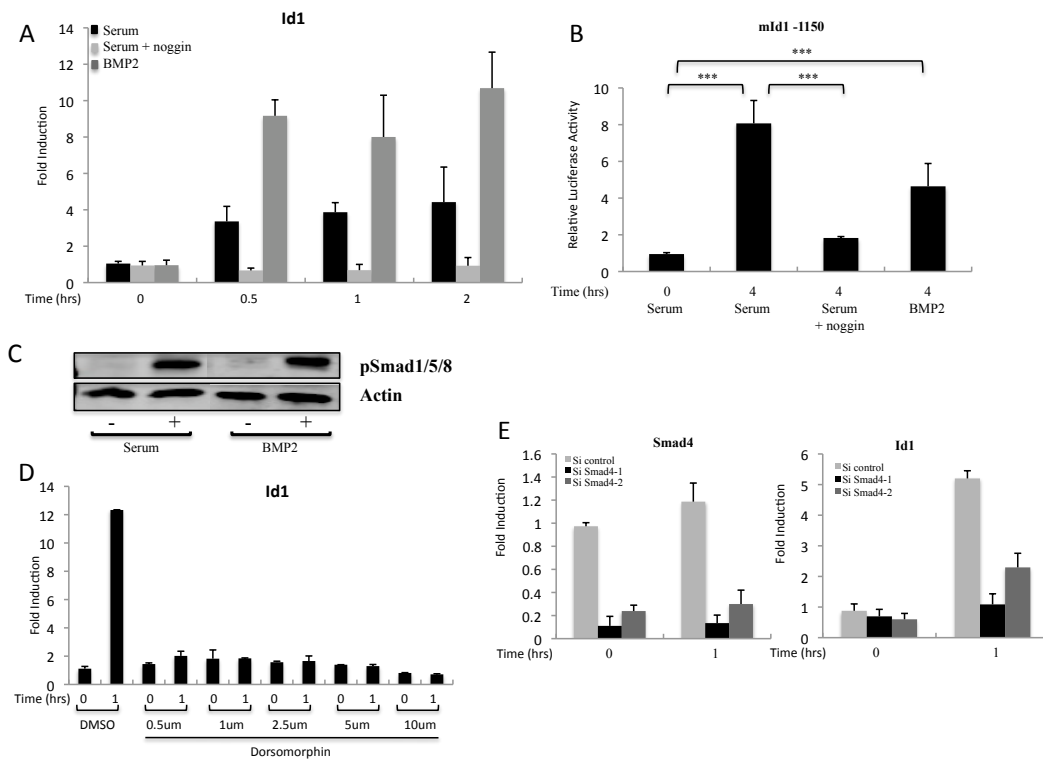 A
Id1
Serum
Serum + noggin
BMP2
14
12
10
8
6
4
2
0
Fold Induction
Time (hrs) 0 0.5 1 2
B
mId1 -1150
*** 
*** ***
10
8
6
4
2
0
Relative Luciferase Activity
Time (hrs) 0 4 4 4
Serum Serum Serum BMP2
+ noggin
C
pSmad1/5/8
Actin
- + - +
Serum BMP2
D
Id1
14
12
10
8
6
4
2
0
Fold Induction
Time (hrs) 0 1 0 1 0 1 0 1 0 1 0 1
DMSO 0.5um 1um 2.5um 5um 10um
Dorsomorphin
E
Smad4
Si control
Si Smad4-1
Si Smad4-2
1.6
1.4
1.2
1
0.8
0.6
0.4
0.2
0
Fold Induction
Time (hrs) 0 1
Id1
Si control
Si Smad4-1
Si Smad4-2
6
5
4
3
2
1
0
Fold Induction
Time (hrs) 0 1